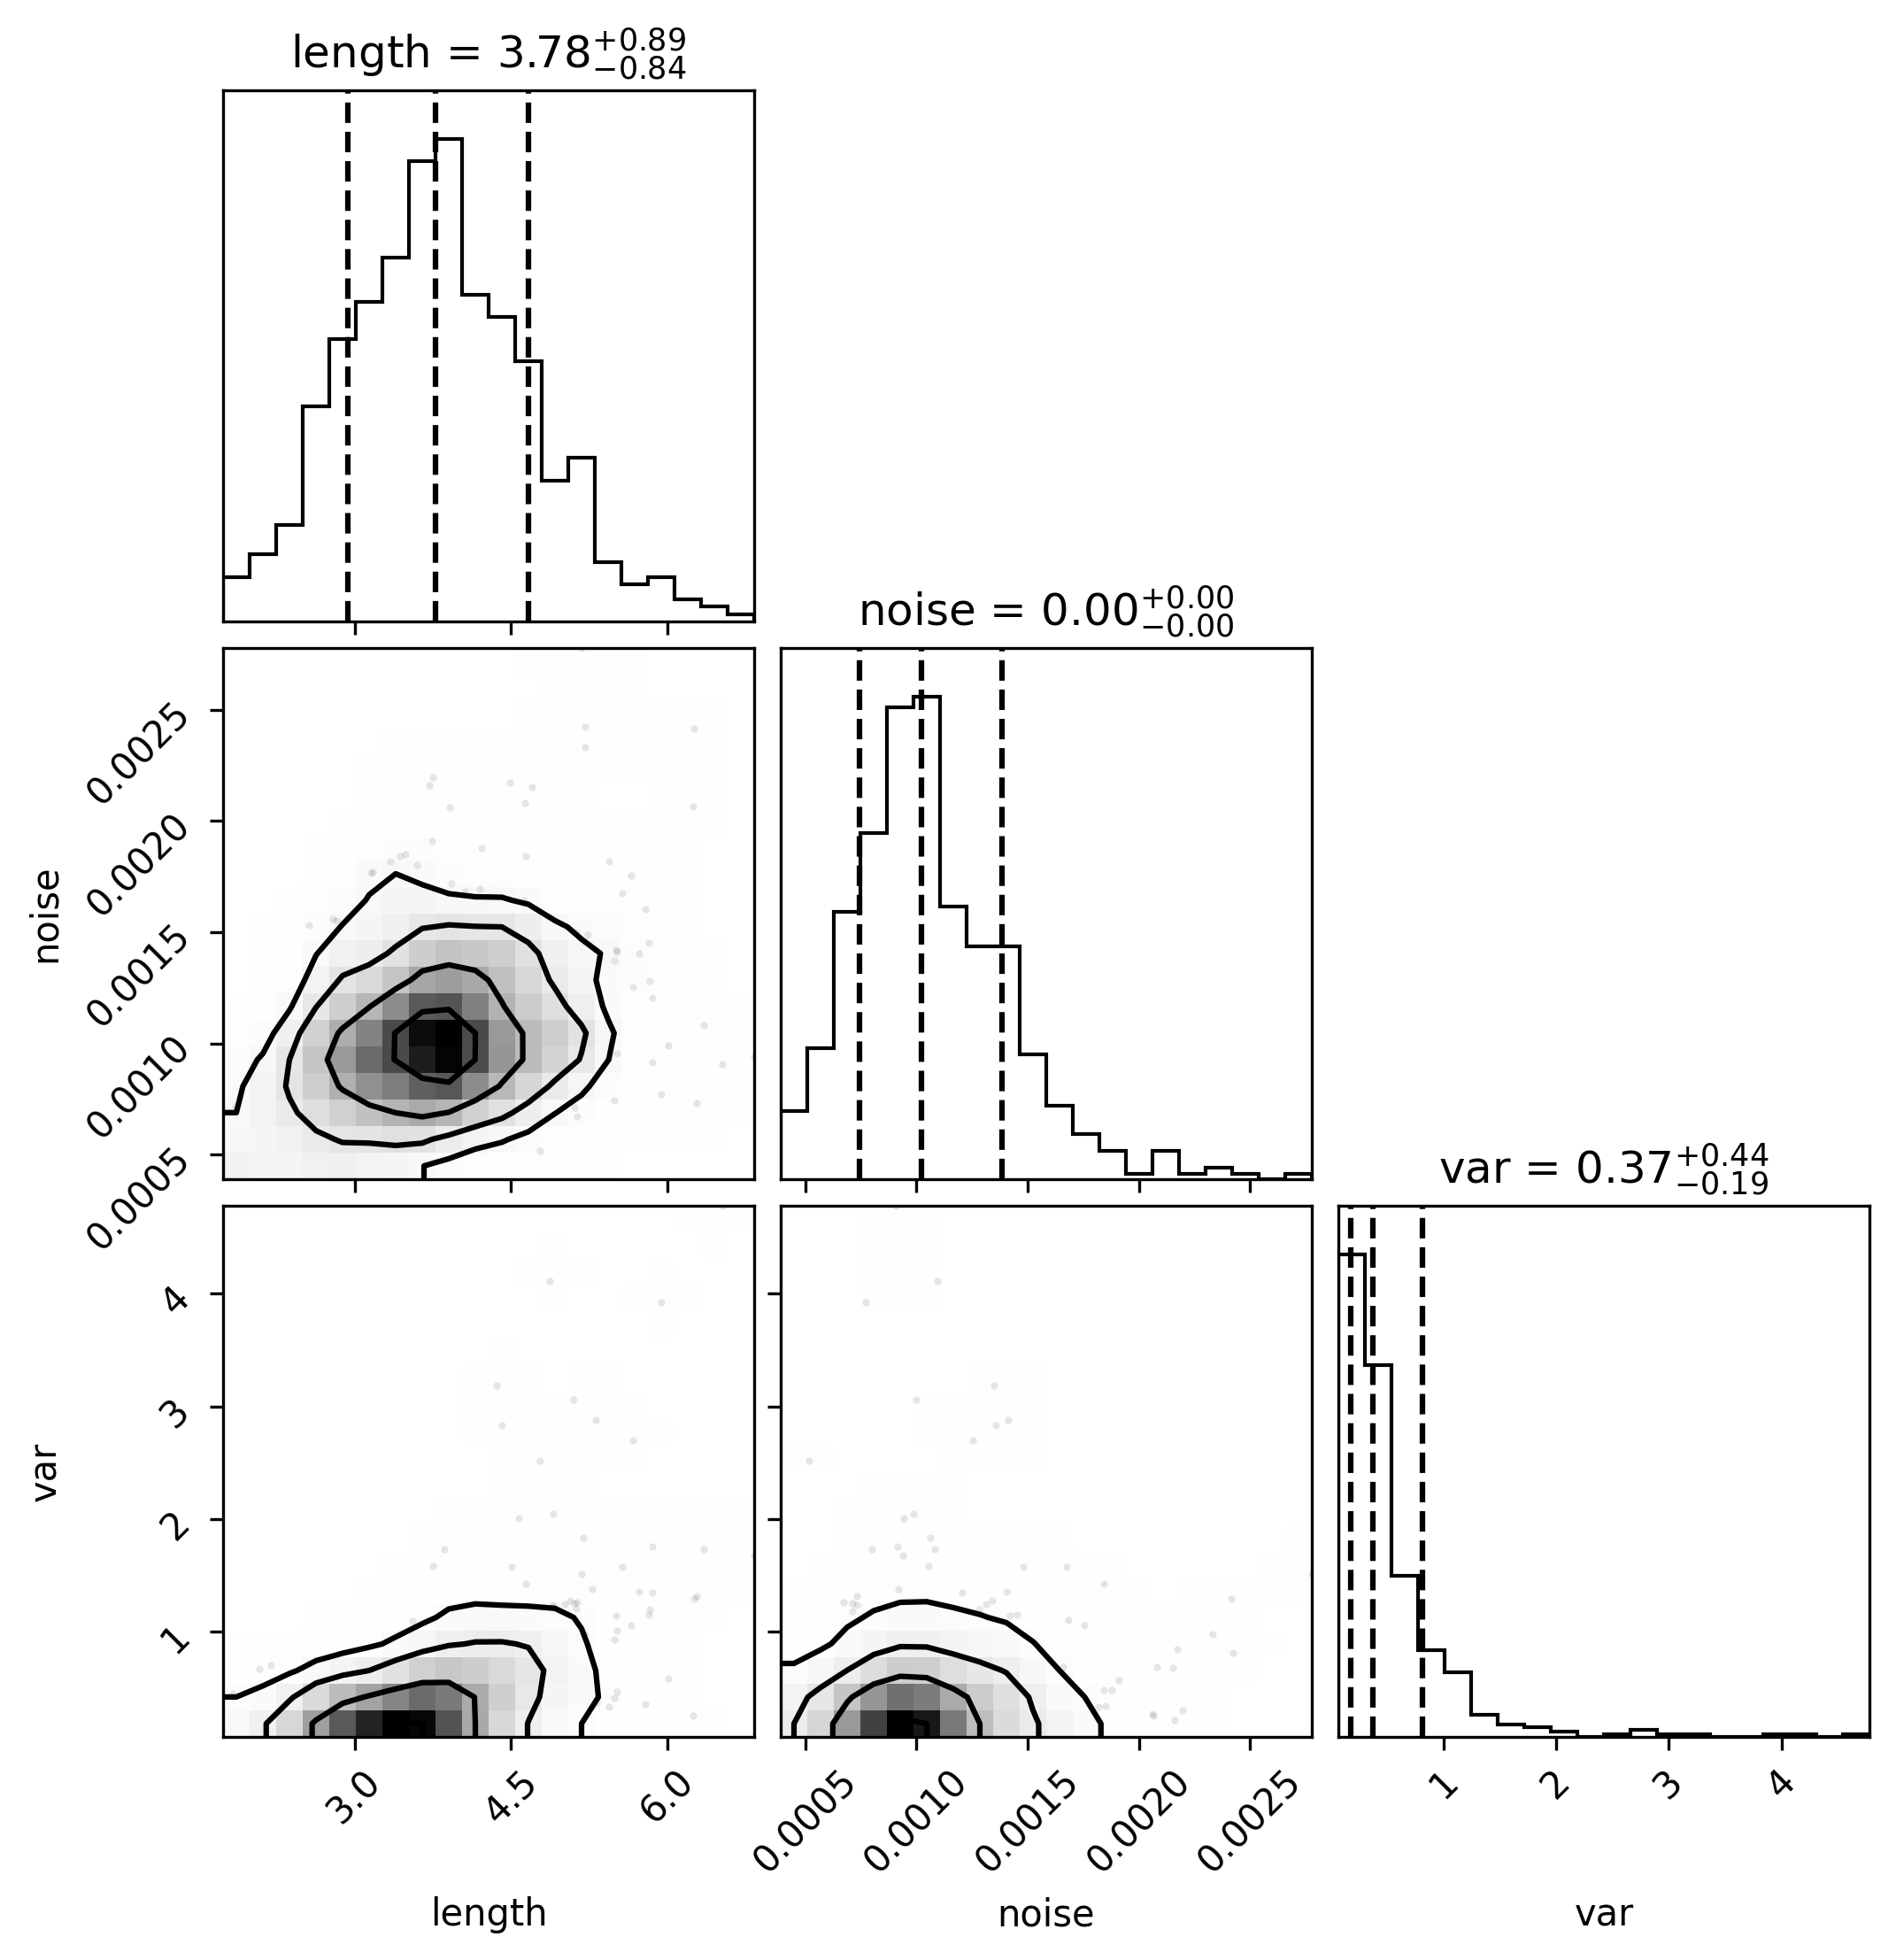 length = 3.78+0.89−0.84
noise = 0.00+0.00−0.00
0.0025
0.0020
0.0015
0.0010
0.0005
noise
var = 0.37+0.44−0.19
4
3
2
1
var
3.0 4.5 6.0 0.0005 0.0010 0.0015 0.0020 0.0025 1 2 3 4
length noise var